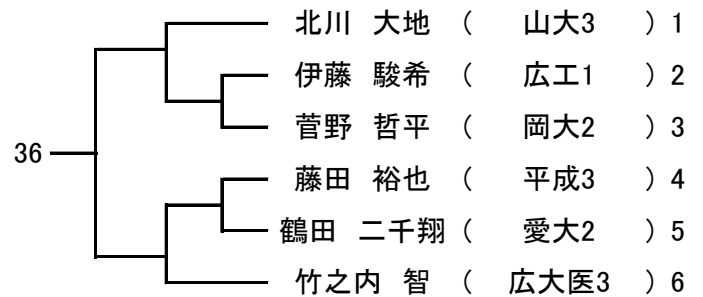 北川 大地 ( 山大3 ) 1
伊藤 駿希 ( 広工1 ) 2
菅野 哲平 ( 岡大2 ) 3
36
藤田 裕也 ( 平成3 ) 4
鶴田 二千翔 ( 愛大2 ) 5
竹之内 智 ( 広大医3 ) 6